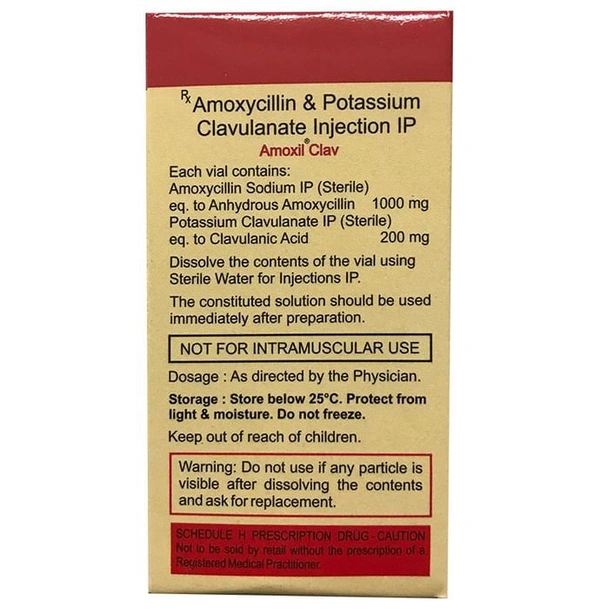 Rx Amoxycillin & Potassium
Clavulanate Injection IP
Amoxil® Clav
Each vial contains:
Amoxycillin Sodium IP (Sterile)
eq. to Anhydrous Amoxycillin 1000 mg
Potassium Clavulanate IP (Sterile)
eq. to Clavulanic Acid 200 mg
Dissolve the contents of the vial using
Sterile Water for Injections IP.
The constituted solution should be used
immediately after preparation.
NOT FOR INTRAMUSCULAR USE
Dosage : As directed by the Physician.
Storage : Store below 25°C. Protect from
light & moisture. Do not freeze.
Keep out of reach of children.
Warning: Do not use if any particle is
visible after dissolving the contents
and ask for replacement.
SCHEDULE H PRESCRIPTION DRUG - CAUTION
Not to be sold by retail without the prescription of a
Registered Medical Practitioner.